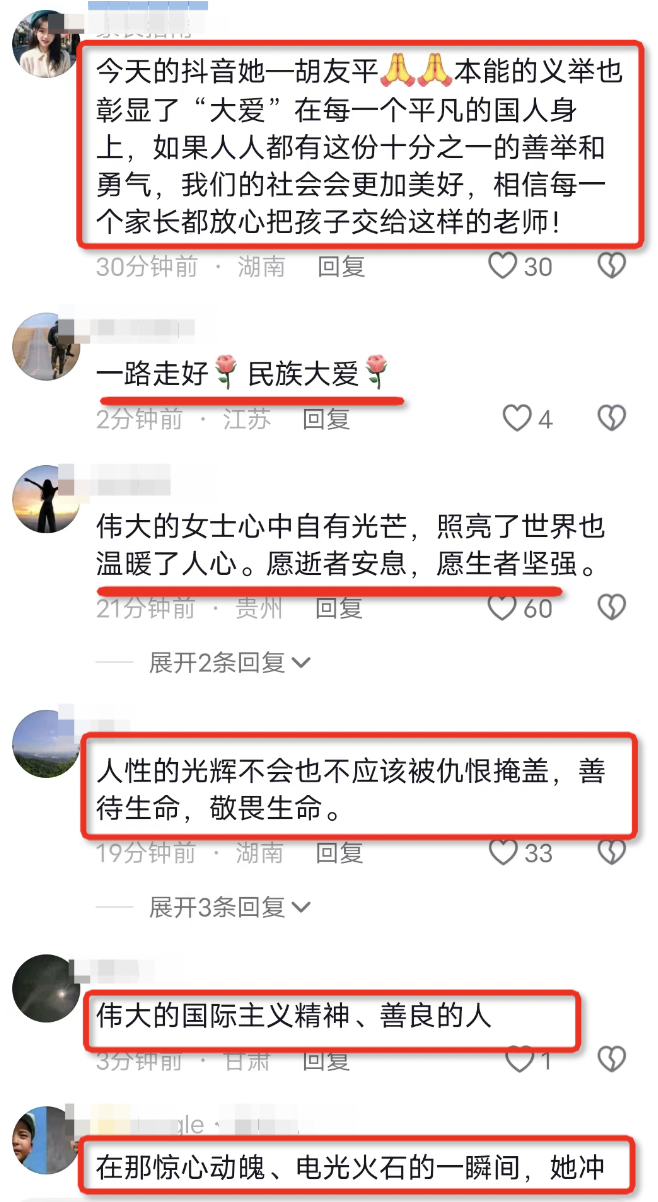 今天的抖音她—胡友平🙏🙏本能的义举也
彰显了“大爱”在每一个平凡的国人身
上，如果人人都有这份十分之一的善举和
勇气，我们的社会会更加美好，相信每一
个家长都放心把孩子交给这样的老师！
30分钟前 · 湖南 回复 30
一路走好🌹民族大爱🌹
2分钟前 · 江苏 回复 4
伟大的女士心中自有光芒，照亮了世界也
温暖了人心。愿逝者安息，愿生者坚强。
21分钟前 · 贵州 回复 60
展开2条回复
人性的光辉不会也不应该被仇恨掩盖，善
待生命，敬畏生命。
19分钟前 · 湖南 回复 33
展开3条回复
伟大的国际主义精神、善良的人
3分钟前 · 甘肃 回复 1
在那惊心动魄、电光火石的一瞬间，她冲